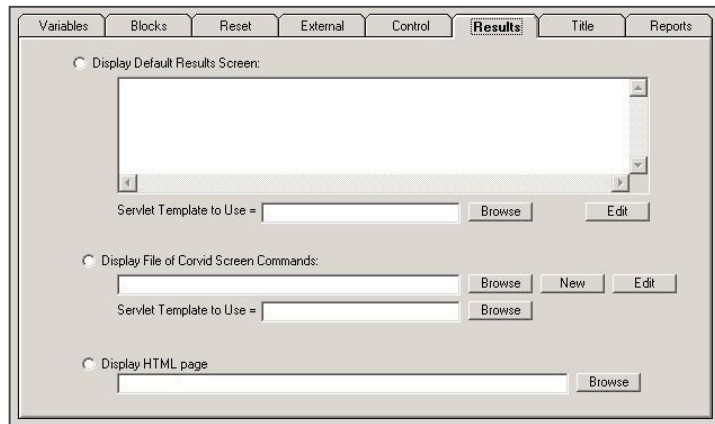 Variables Blocks Reset External Control Results Title Reports
Display Default Results Screen:
Servlet Template to Use = Browse Edit
Display File of Corvid Screen Commands:
Browse New Edit
Servlet Template to Use = Browse
Display HTML page
Browse